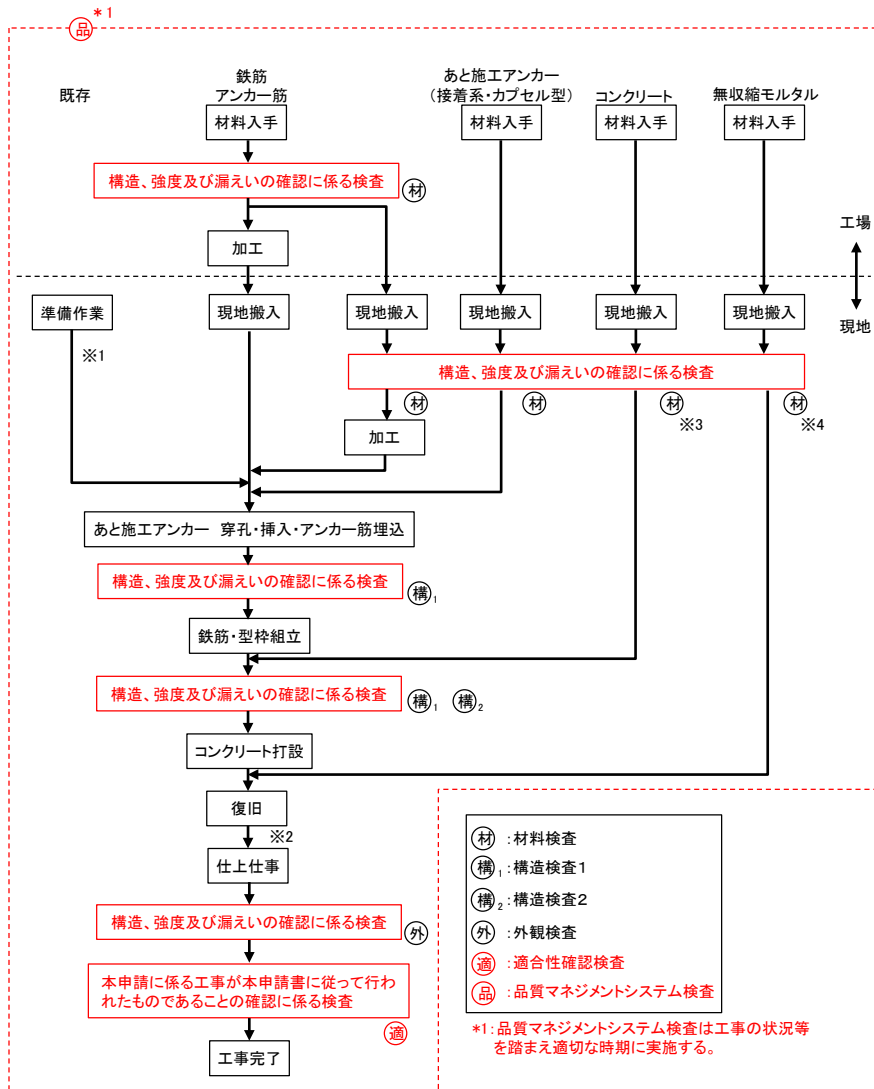 *1
品
既存
鉄筋
アンカー筋
あと施工アンカー
（接着系・カプセル型）
コンクリート
無収縮モルタル
材料入手
材料入手
材料入手
材料入手
構造、強度及び漏えいの確認に係る検査
材
加工
工場
現地
準備作業
※1
現地搬入
現地搬入
現地搬入
現地搬入
現地搬入
構造、強度及び漏えいの確認に係る検査
材
材
材
※3
材
※4
加工
あと施工アンカー 穿孔・挿入・アンカー筋埋込
構造、強度及び漏えいの確認に係る検査
構1
鉄筋・型枠組立
構造、強度及び漏えいの確認に係る検査
構1 構2
コンクリート打設
復旧
※2
仕上仕事
構造、強度及び漏えいの確認に係る検査
外
本申請に係る工事が本申請書に従って行わ
れたものであることの確認に係る検査
適
工事完了
材：材料検査
構1：構造検査1
構2：構造検査2
外：外観検査
適：適合性確認検査
品：品質マネジメントシステム検査
*1：品質マネジメントシステム検査は工事の状況等
を踏まえ適切な時期に実施する。